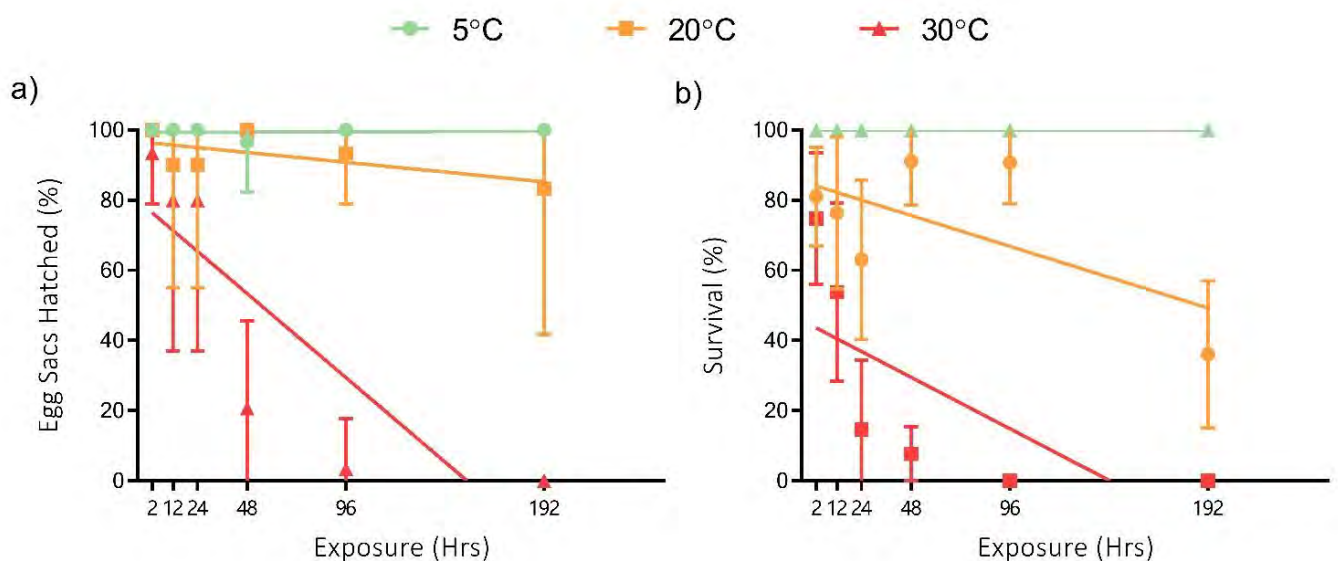 5°C 20°C 30°C
a)
Egg Sacs Hatched (%)
100
80
60
40
20
0
2 12 24 48 96 192
Exposure (Hrs)
b)
Survival (%)
100
80
60
40
20
0
2 12 24 48 96 192
Exposure (Hrs)